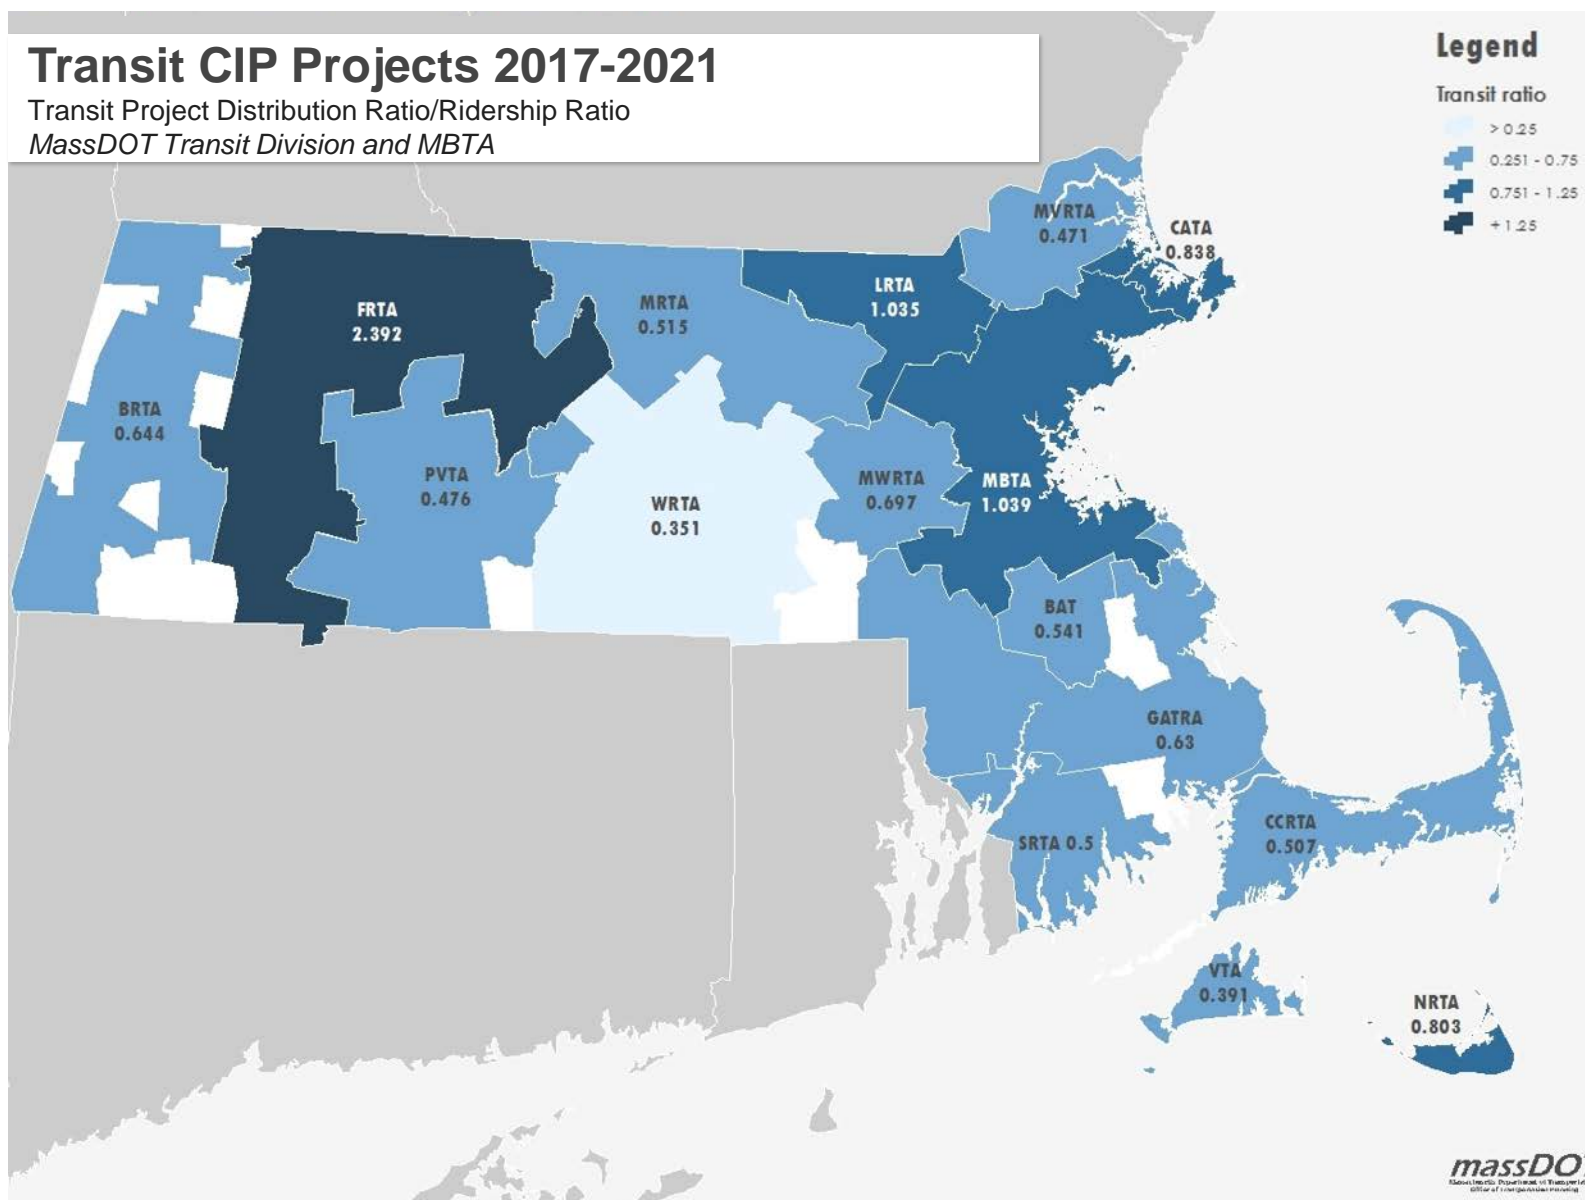 Transit CIP Projects 2017-2021
Transit Project Distribution Ratio/Ridership Ratio
MassDOT Transit Division and MBTA
Legend
Transit ratio
> 0.25
0.251 - 0.75
0.751 - 1.25
+ 1.25
MVRTA
0.471
CATA
0.838
LRTA
1.035
FRTA
2.392
MRTA
0.515
BRTA
0.644
PVTA
0.476
WRTA
0.351
MWRTA
0.697
MBTA
1.039
BAT
0.541
GATRA
0.63
SRTA 0.5
CCRTA
0.507
VTA
0.391
NRTA
0.803
massDOT